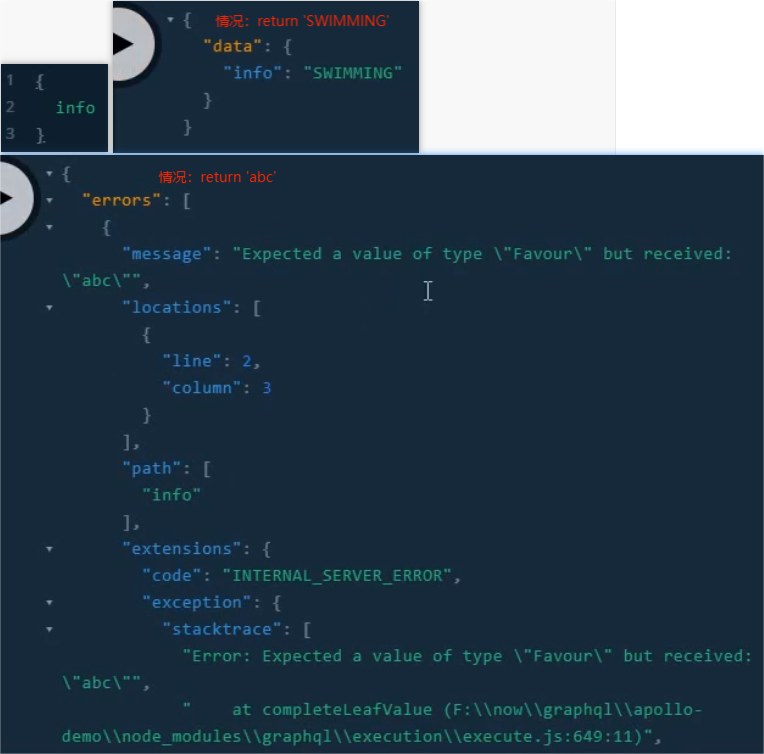 1 {
2 info
3 }
情况：return 'SWIMMING'
{
"data": {
"info": "SWIMMING"
}
}
情况：return 'abc'
{
"errors": [
{
"message": "Expected a value of type \"Favour\" but received:
\"abc\"",
"locations": [
{
"line": 2,
"column": 3
}
],
"path": [
"info"
],
"extensions": {
"code": "INTERNAL_SERVER_ERROR",
"exception": {
"stacktrace": [
"Error: Expected a value of type \"Favour\" but received:
\"abc\"",
"    at completeLeafValue (F:\\now\\graphql\\apollo-
demo\\node_modules\\graphql\\execution\\execute.js:649:11)",